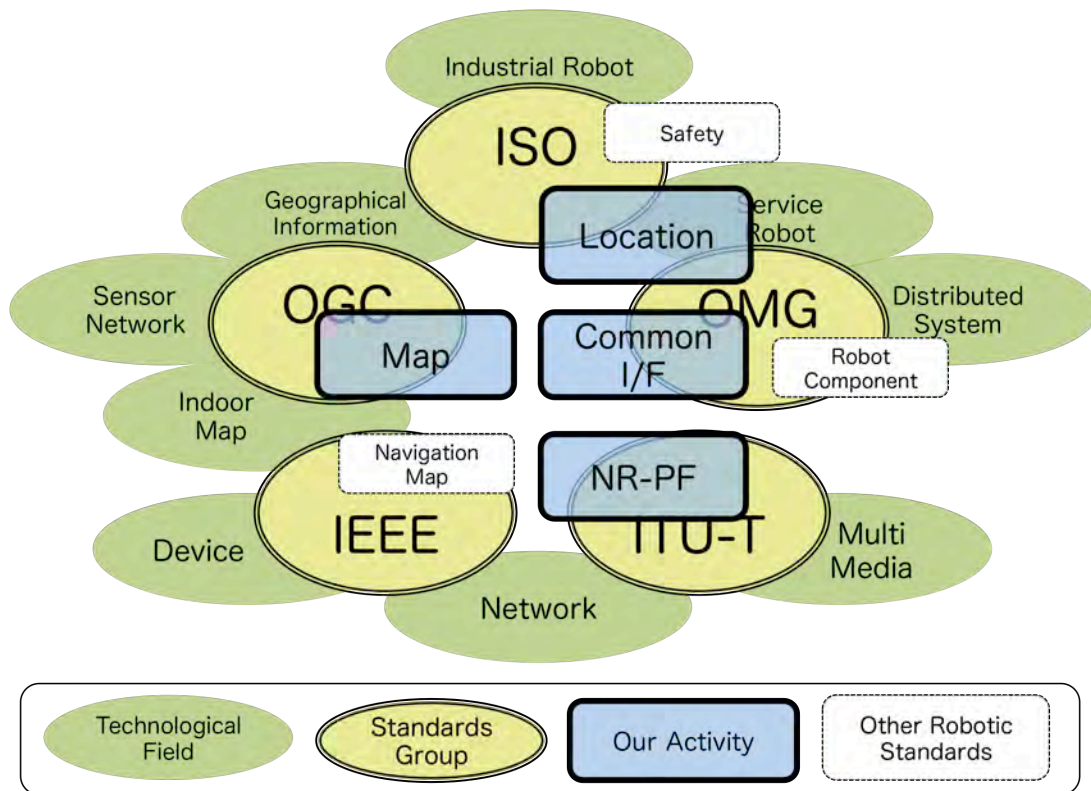 Industrial Robot
ISO
Safety
Geographical
Information
Service
Robot
Location
Sensor
Network
OGC
OMG
Distributed
System
Map
Common
I/F
Robot
Component
Indoor
Map
Navigation
Map
NR-PF
IEEE
ITU-T
Device
Multi
Media
Network
Technological
Field
Standards
Group
Our Activity
Other Robotic
Standards